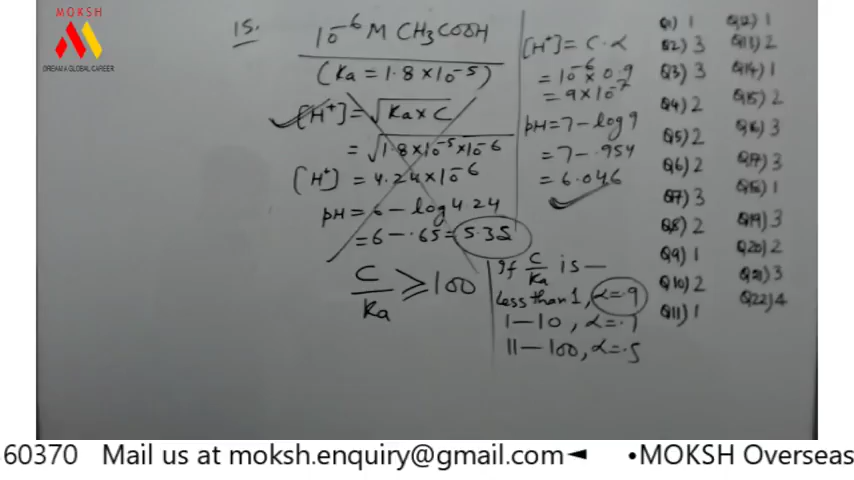 MOKSH
DREAM A GLOBAL CAREER
15.
10⁻⁶ M CH₃COOH
(Ka = 1.8×10⁻⁵)
[H⁺] = √Ka×C
= √1.8×10⁻⁵×10⁻⁶
[H⁺] = 4.24×10⁻⁶
pH = 6 – log 4.24
= 6 – .65 = 5.35
C/Ka ≥ 100
[H⁺] = C.α
= 10⁻⁶ × 0.9
= 9×10⁻⁷
pH = 7 – log 9
= 7 – .954
= 6.046
If C/Ka is —
less than 1, α = .9
1 – 10, α = .7
11 – 100, α = .5
Q1) 1
Q2) 3
Q3) 3
Q4) 2
Q5) 2
Q6) 2
Q7) 3
Q8) 2
Q9) 1
Q10) 2
Q11) 1
Q12) 1
Q13) 2
Q14) 1
Q15) 2
Q16) 3
Q17) 3
Q18) 1
Q19) 3
Q20) 2
Q21) 3
Q22) 4
60370 Mail us at moksh.enquiry@gmail.com◄ •MOKSH Overseas